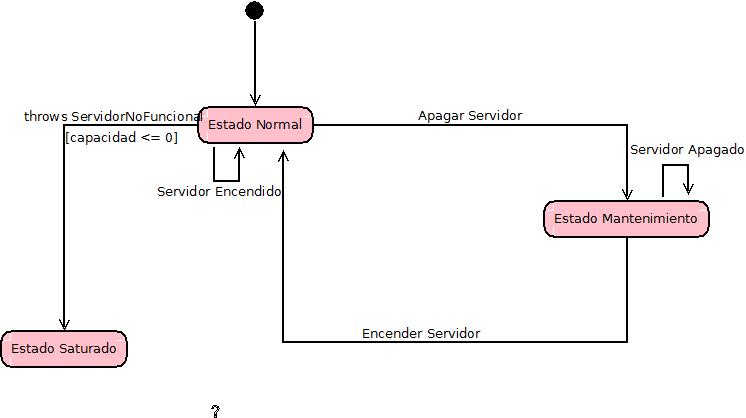 throws ServidorNoFuncional
[capacidad <= 0]
Estado Normal
Apagar Servidor
Servidor Apagado
Servidor Encendido
Estado Mantenimiento
Encender Servidor
Estado Saturado
?